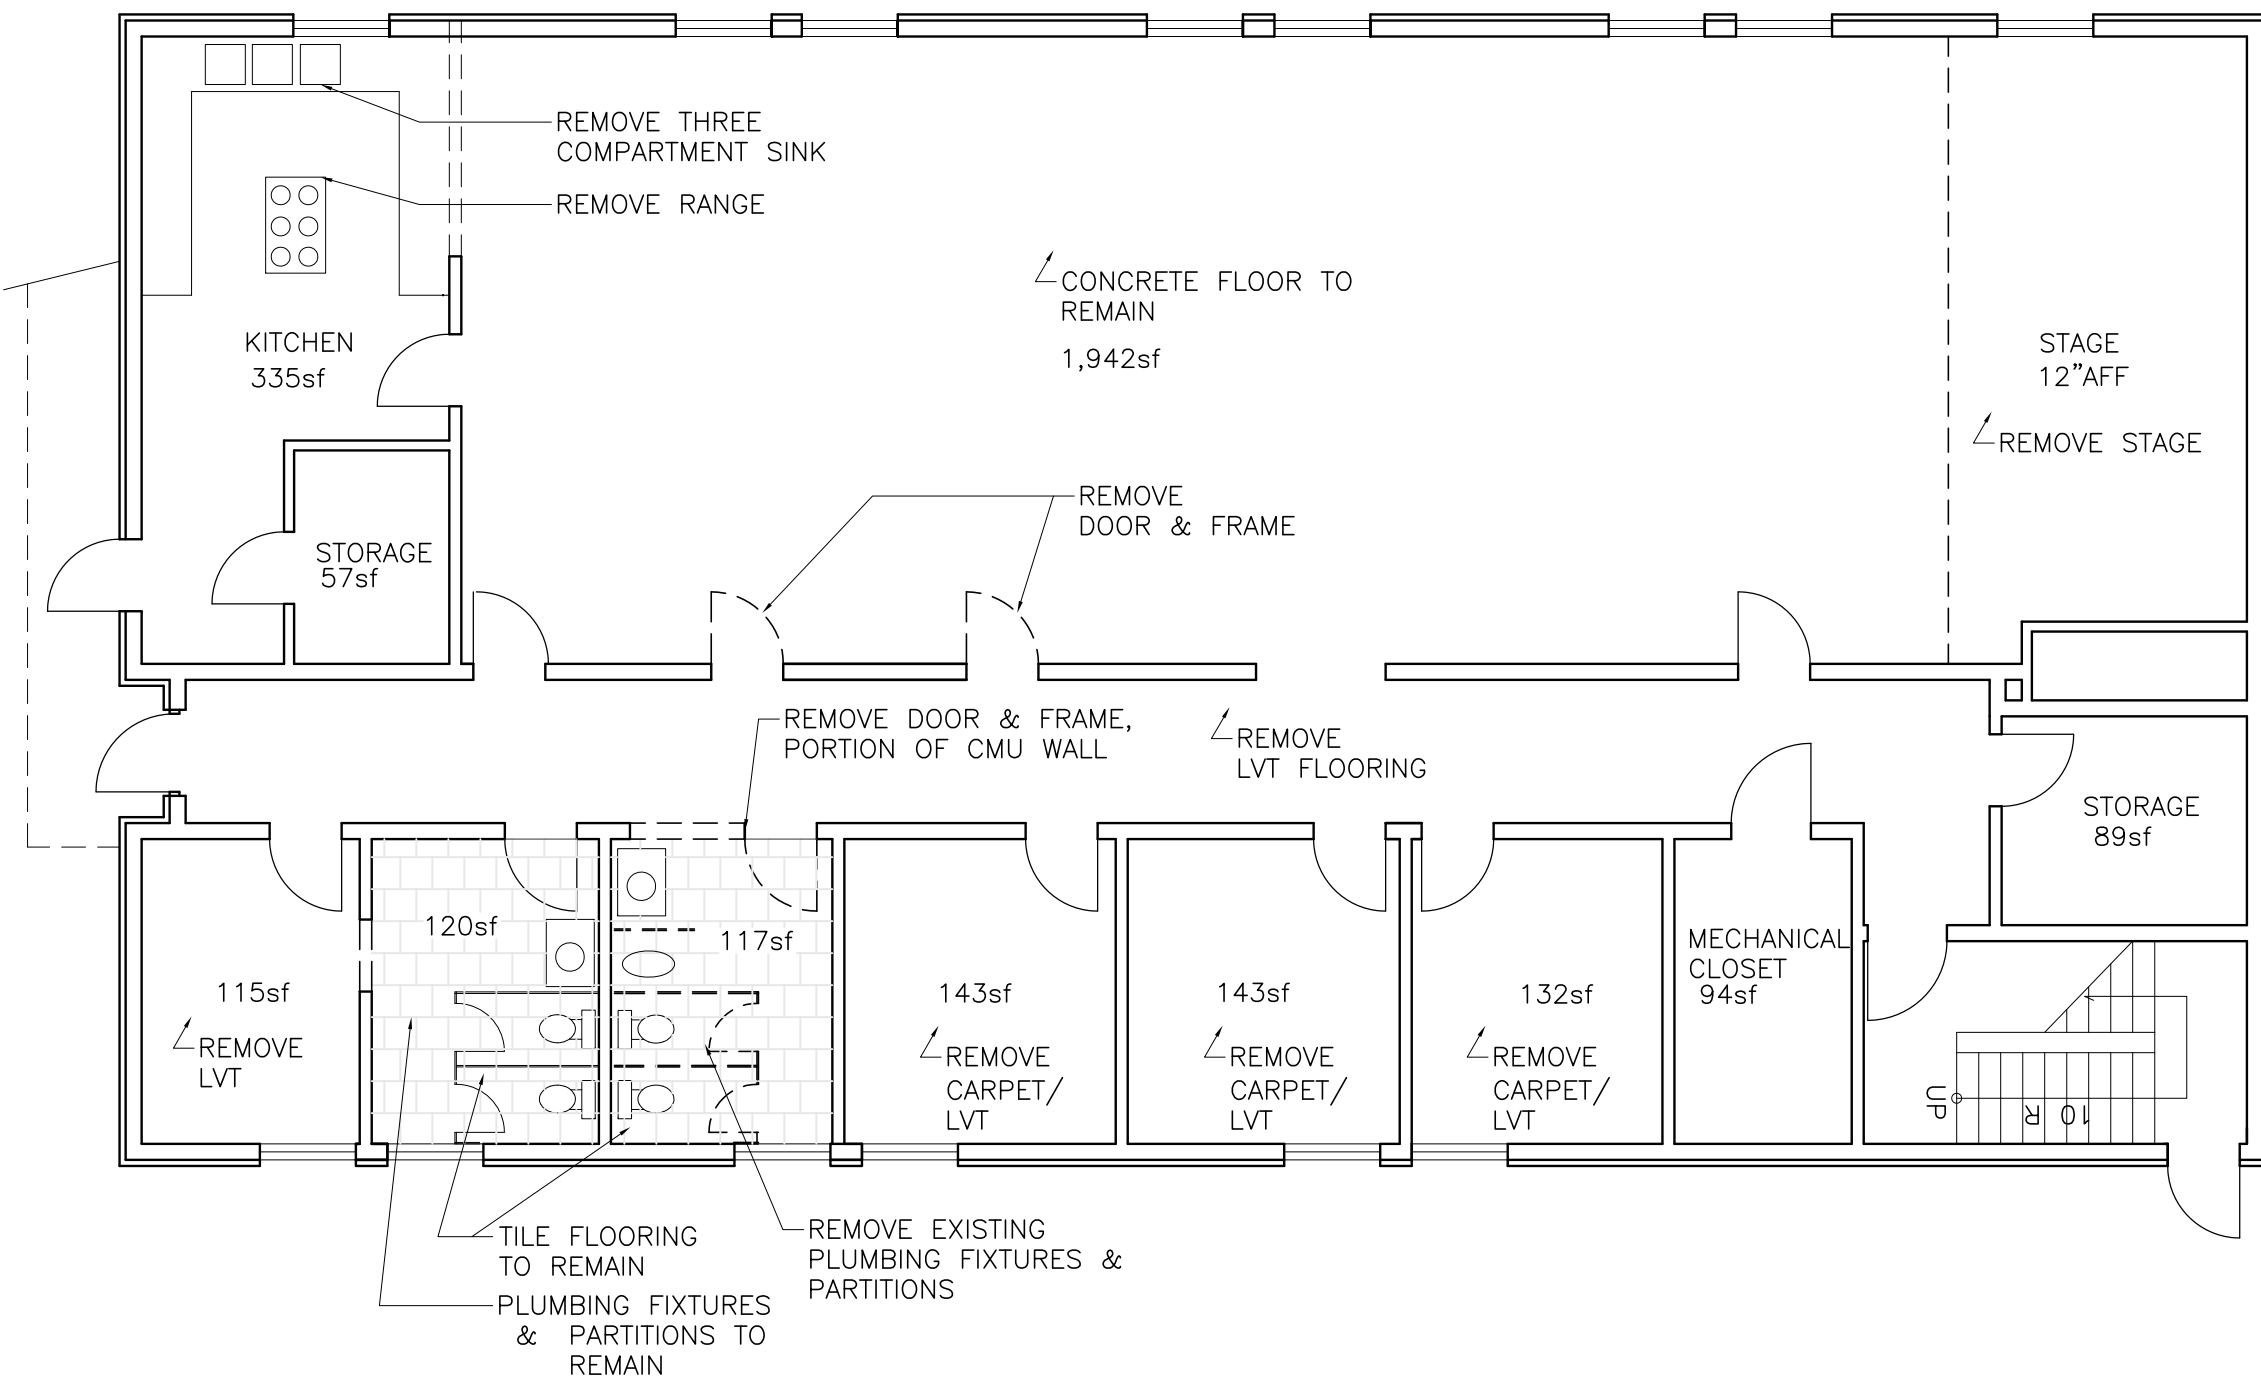 REMOVE THREE
COMPARTMENT SINK
REMOVE RANGE
CONCRETE FLOOR TO
REMAIN
1,942sf
KITCHEN
335sf
STAGE
12"AFF
REMOVE STAGE
REMOVE
DOOR & FRAME
STORAGE
57sf
REMOVE DOOR & FRAME,
PORTION OF CMU WALL
REMOVE
LVT FLOORING
STORAGE
89sf
120sf
117sf
115sf
REMOVE
LVT
143sf
REMOVE
CARPET/
LVT
143sf
REMOVE
CARPET/
LVT
132sf
REMOVE
CARPET/
LVT
MECHANICAL
CLOSET
94sf
UP
10 R
TILE FLOORING
TO REMAIN
REMOVE EXISTING
PLUMBING FIXTURES &
PARTITIONS
PLUMBING FIXTURES
& PARTITIONS TO
REMAIN